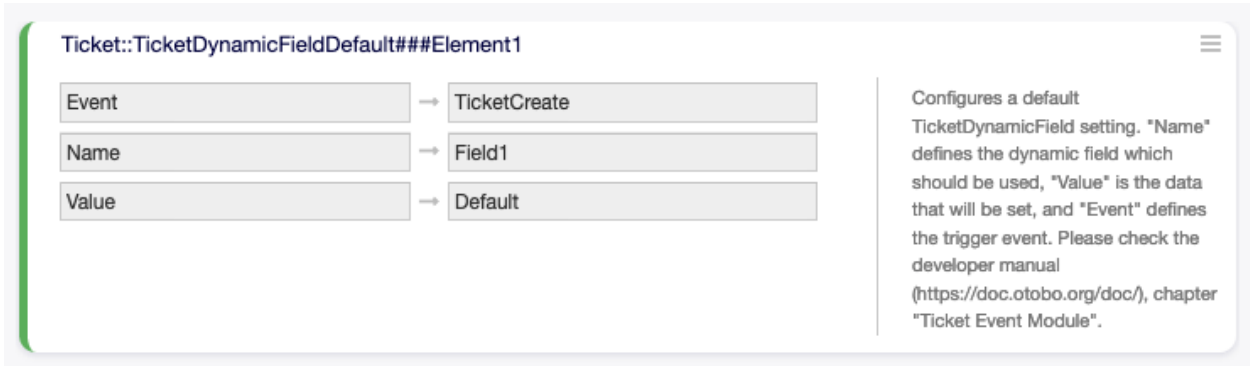 Ticket::TicketDynamicFieldDefault###Element1
Event → TicketCreate
Name → Field1
Value → Default
Configures a default
TicketDynamicField setting. "Name"
defines the dynamic field which
should be used, "Value" is the data
that will be set, and "Event" defines
the trigger event. Please check the
developer manual
(https://doc.otobo.org/doc/), chapter
"Ticket Event Module".